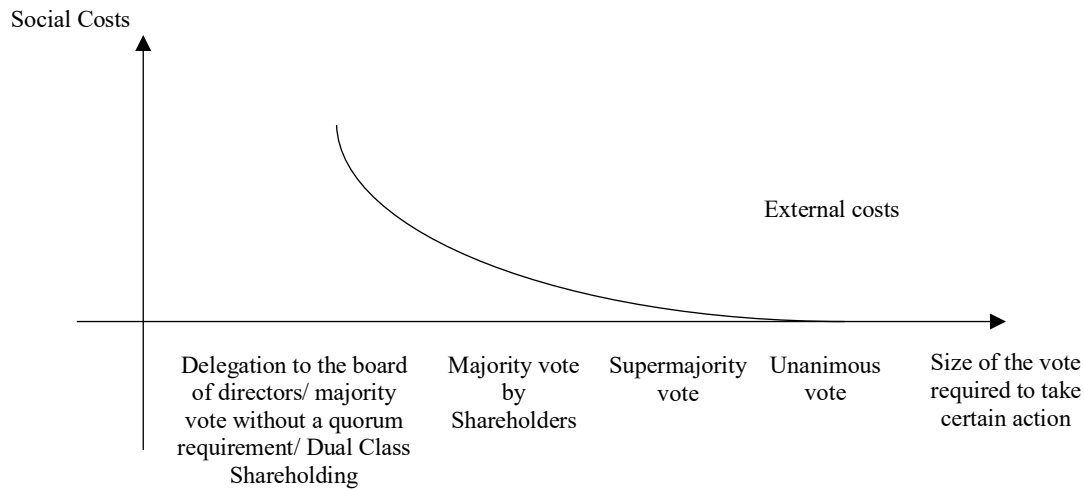 Social Costs
External costs
Delegation to the board
of directors/ majority
vote without a quorum
requirement/ Dual Class
Shareholding
Majority vote
by
Shareholders
Supermajority
vote
Unanimous
vote
Size of the vote
required to take
certain action